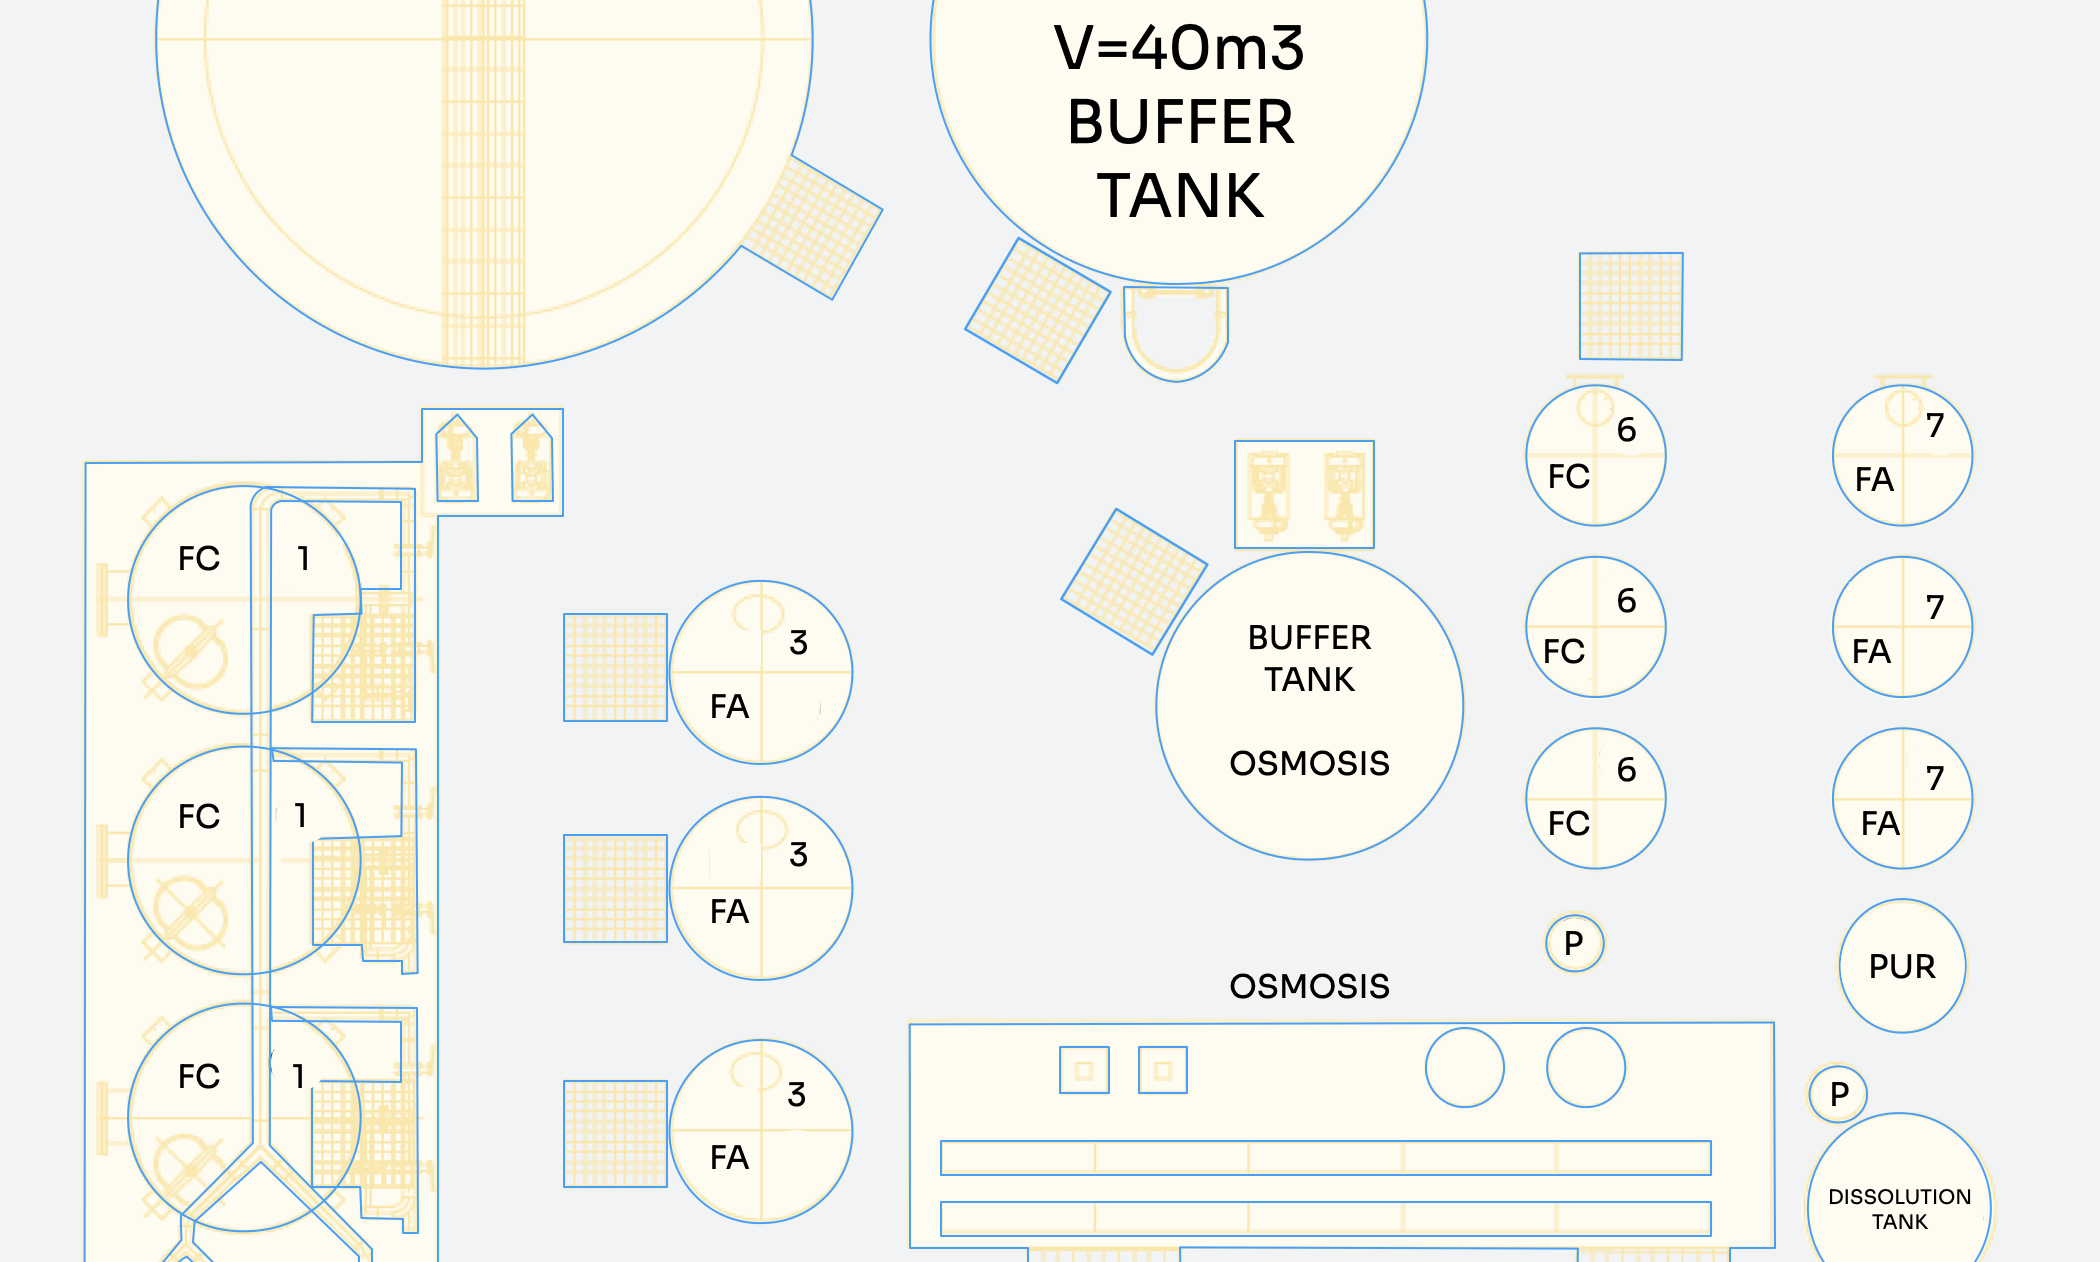 V=40m3
BUFFER
TANK
6
FC
7
FA
FC 1
3
FA
BUFFER
TANK
OSMOSIS
6
FC
7
FA
6
FC
7
FA
FC 1
3
FA
P
PUR
OSMOSIS
FC 1
3
FA
P
DISSOLUTION
TANK